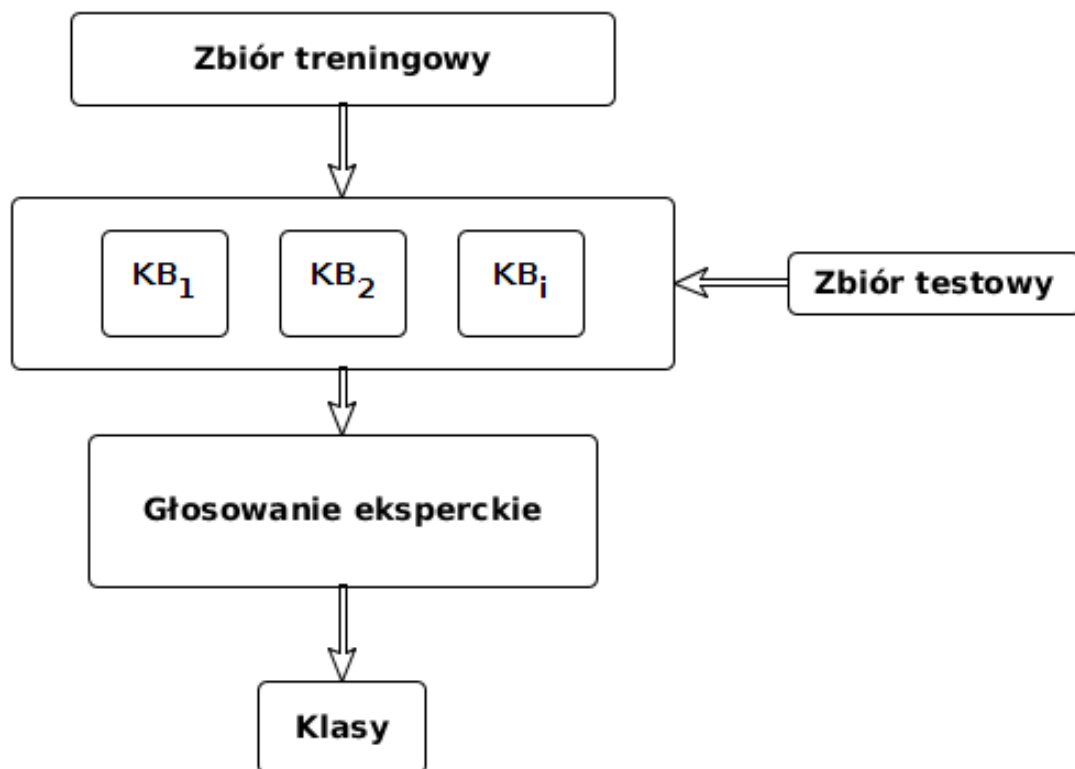 Zbiór treningowy
KB₁ KB₂ KBᵢ
Zbiór testowy
Głosowanie eksperckie
Klasy